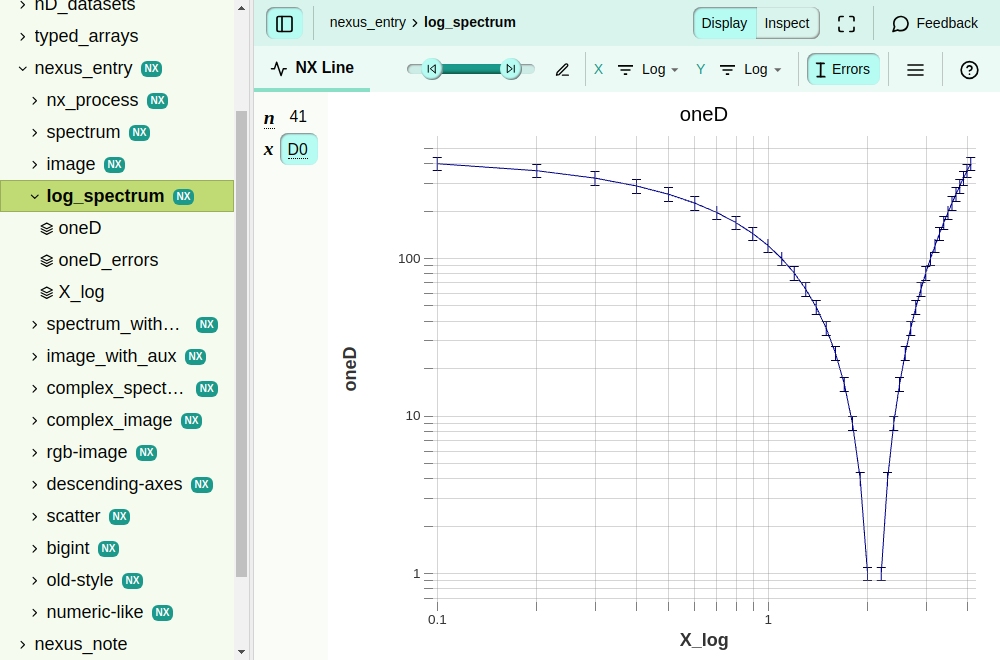 nD_datasets
typed_arrays
nexus_entry NX
nx_process NX
spectrum NX
image NX
log_spectrum NX
oneD
oneD_errors
X_log
spectrum_with… NX
image_with_aux NX
complex_spect… NX
complex_image NX
rgb-image NX
descending-axes NX
scatter NX
bigint NX
old-style NX
numeric-like NX
nexus_note
nexus_entry › log_spectrum
Display Inspect
Feedback
NX Line
X Log
Y Log
Errors
n 41
x D0
oneD
100
10
1
oneD
0.1 1
X_log